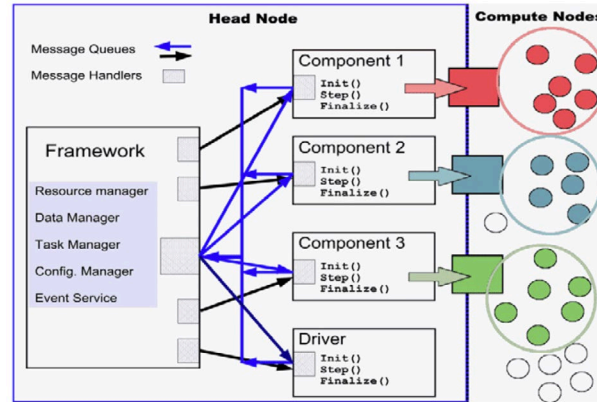 Head Node
Compute Nodes
Message Queues
Message Handlers
Framework
Resource manager
Data Manager
Task Manager
Config. Manager
Event Service
Component 1
Init()
Step()
Finalize()
Component 2
Init()
Step()
Finalize()
Component 3
Init()
Step()
Finalize()
Driver
Init()
Step()
Finalize()